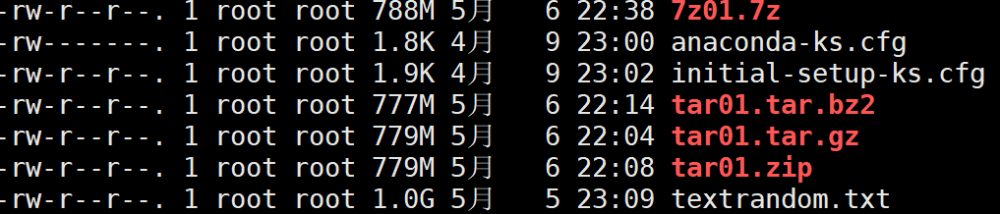 -rw-r--r--. 1 root root 788M 5月   6 22:38 7z01.7z
-rw-------. 1 root root 1.8K 4月   9 23:00 anaconda-ks.cfg
-rw-r--r--. 1 root root 1.9K 4月   9 23:02 initial-setup-ks.cfg
-rw-r--r--. 1 root root 777M 5月   6 22:14 tar01.tar.bz2
-rw-r--r--. 1 root root 779M 5月   6 22:04 tar01.tar.gz
-rw-r--r--. 1 root root 779M 5月   6 22:08 tar01.zip
-rw-r--r--. 1 root root 1.0G 5月   5 23:09 textrandom.txt